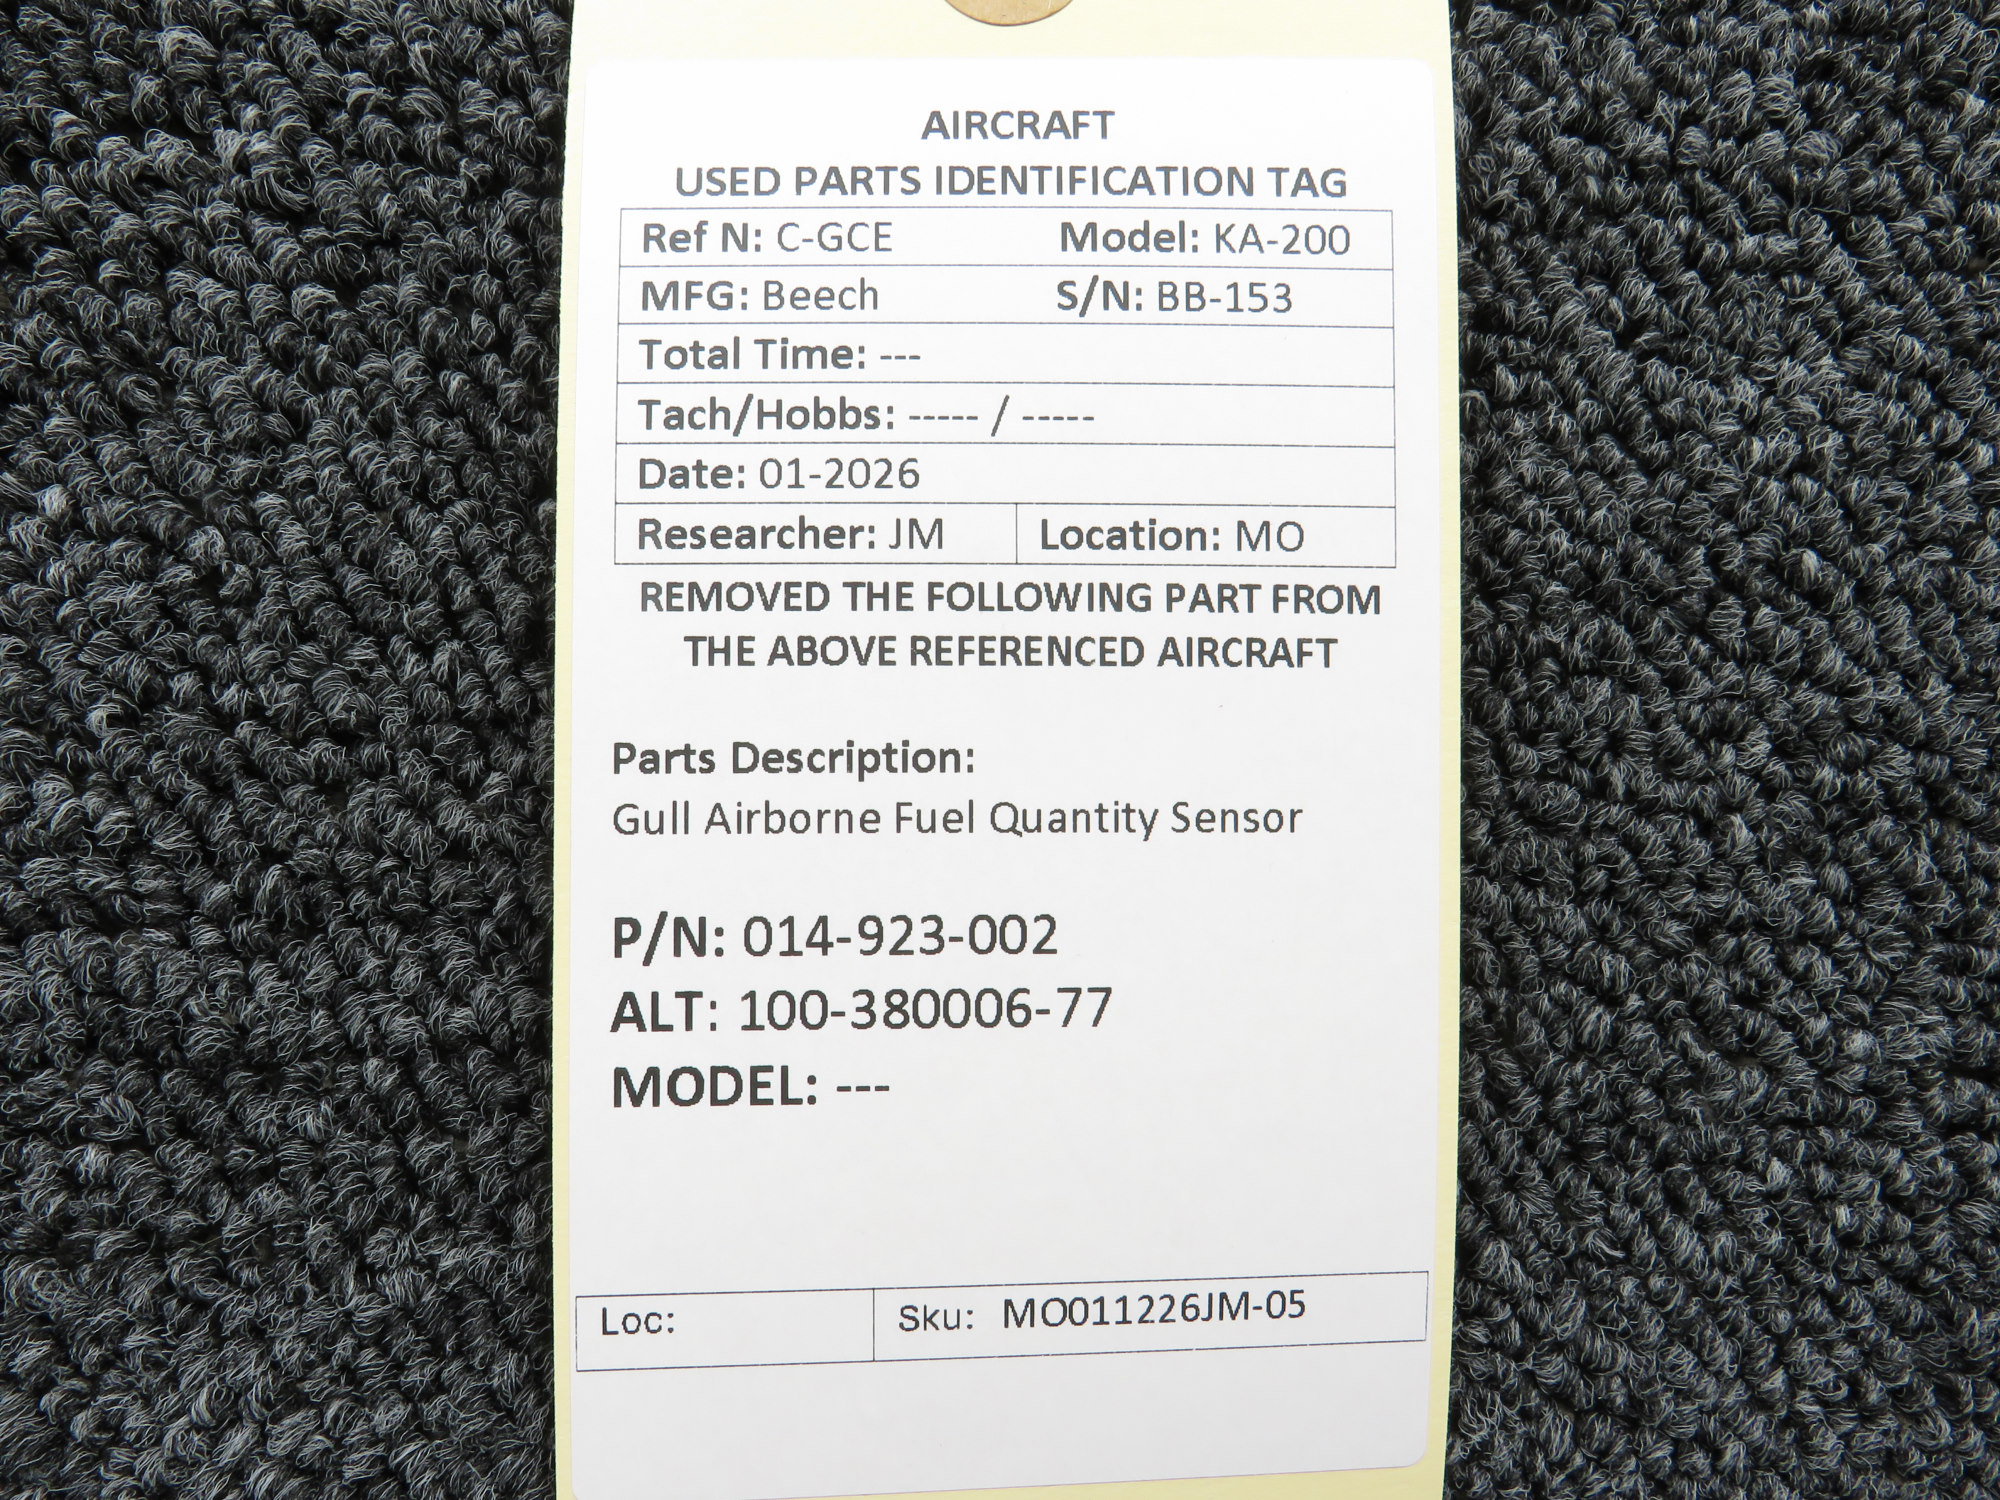 AIRCRAFT
USED PARTS IDENTIFICATION TAG
Ref N: C-GCE Model: KA-200
MFG: Beech S/N: BB-153
Total Time: ---
Tach/Hobbs: ----- / -----
Date: 01-2026
Researcher: JM Location: MO
REMOVED THE FOLLOWING PART FROM
THE ABOVE REFERENCED AIRCRAFT
Parts Description:
Gull Airborne Fuel Quantity Sensor
P/N: 014-923-002
ALT: 100-380006-77
MODEL: ---
Loc: Sku: MO011226JM-05